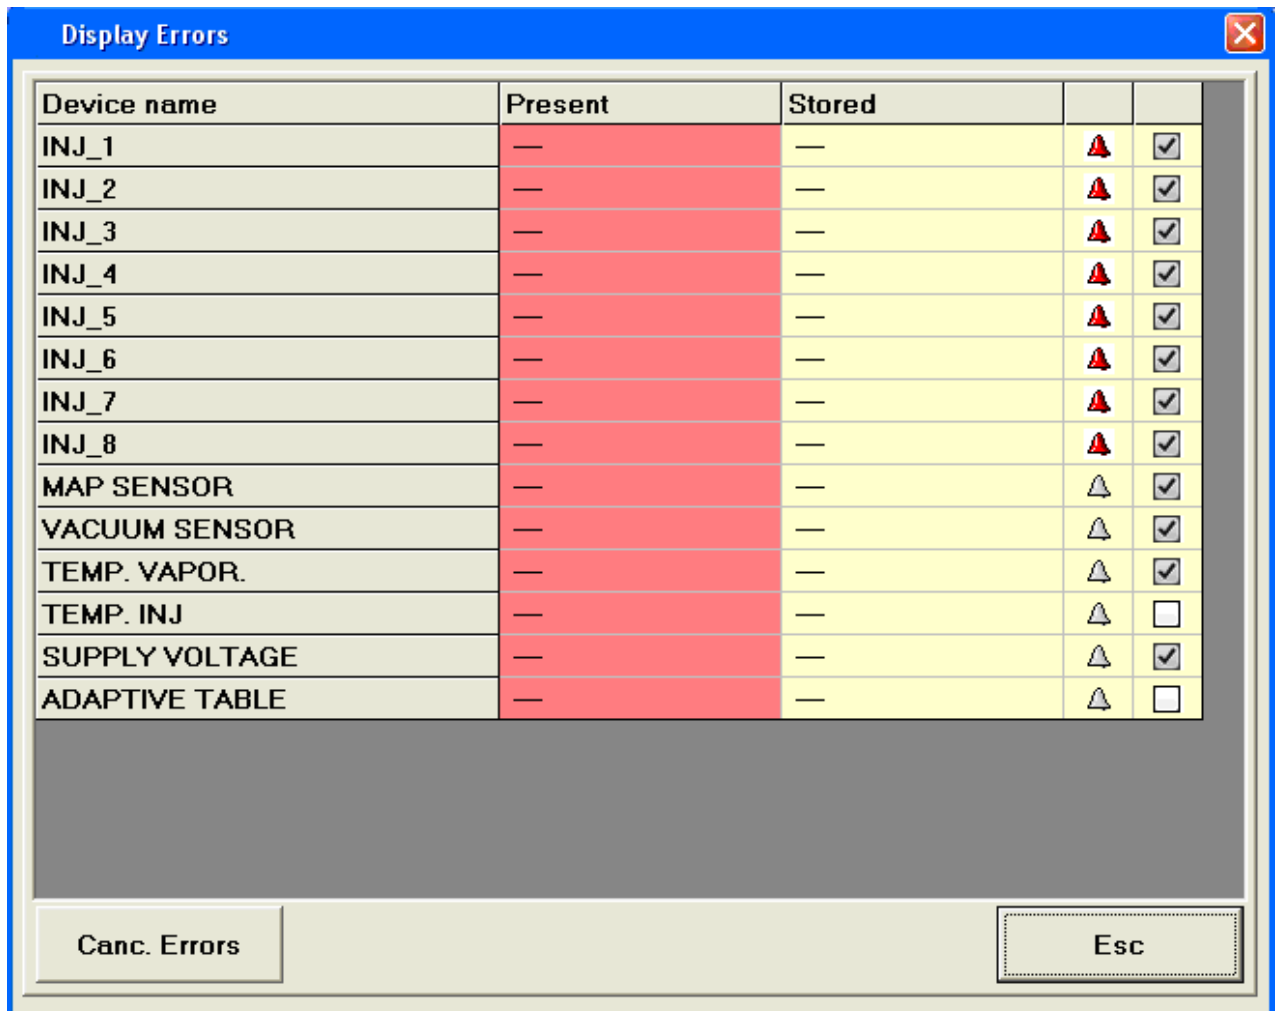 Display Errors
Device name Present Stored
INJ_1 — —
INJ_2 — —
INJ_3 — —
INJ_4 — —
INJ_5 — —
INJ_6 — —
INJ_7 — —
INJ_8 — —
MAP SENSOR — —
VACUUM SENSOR — —
TEMP. VAPOR. — —
TEMP. INJ — —
SUPPLY VOLTAGE — —
ADAPTIVE TABLE — —
Canc. Errors Esc